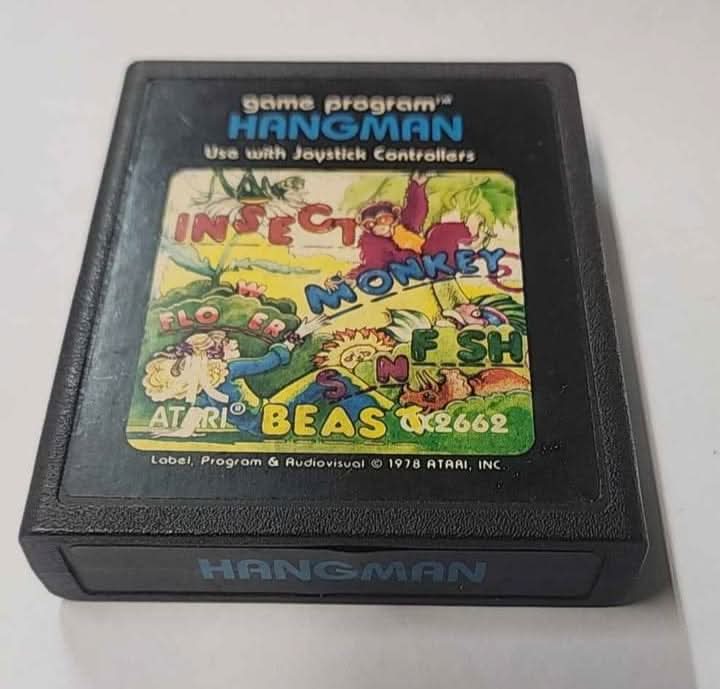 game program™
HANGMAN
Use with Joystick Controllers
INSECT
MONKEY
W
FLO ER
F SH
S N
ATARI® BEAST CX2662
Label, Program & Audiovisual © 1978 ATARI, INC.
HANGMAN